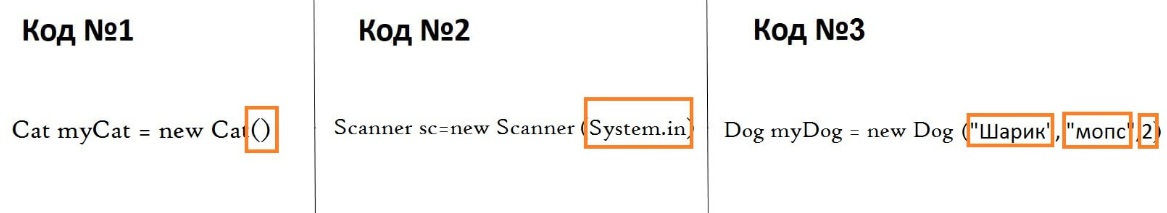 Код №1
Cat myCat = new Cat()
Код №2
Scanner sc=new Scanner (System.in)
Код №3
Dog myDog = new Dog ("Шарик", "мопс",2)